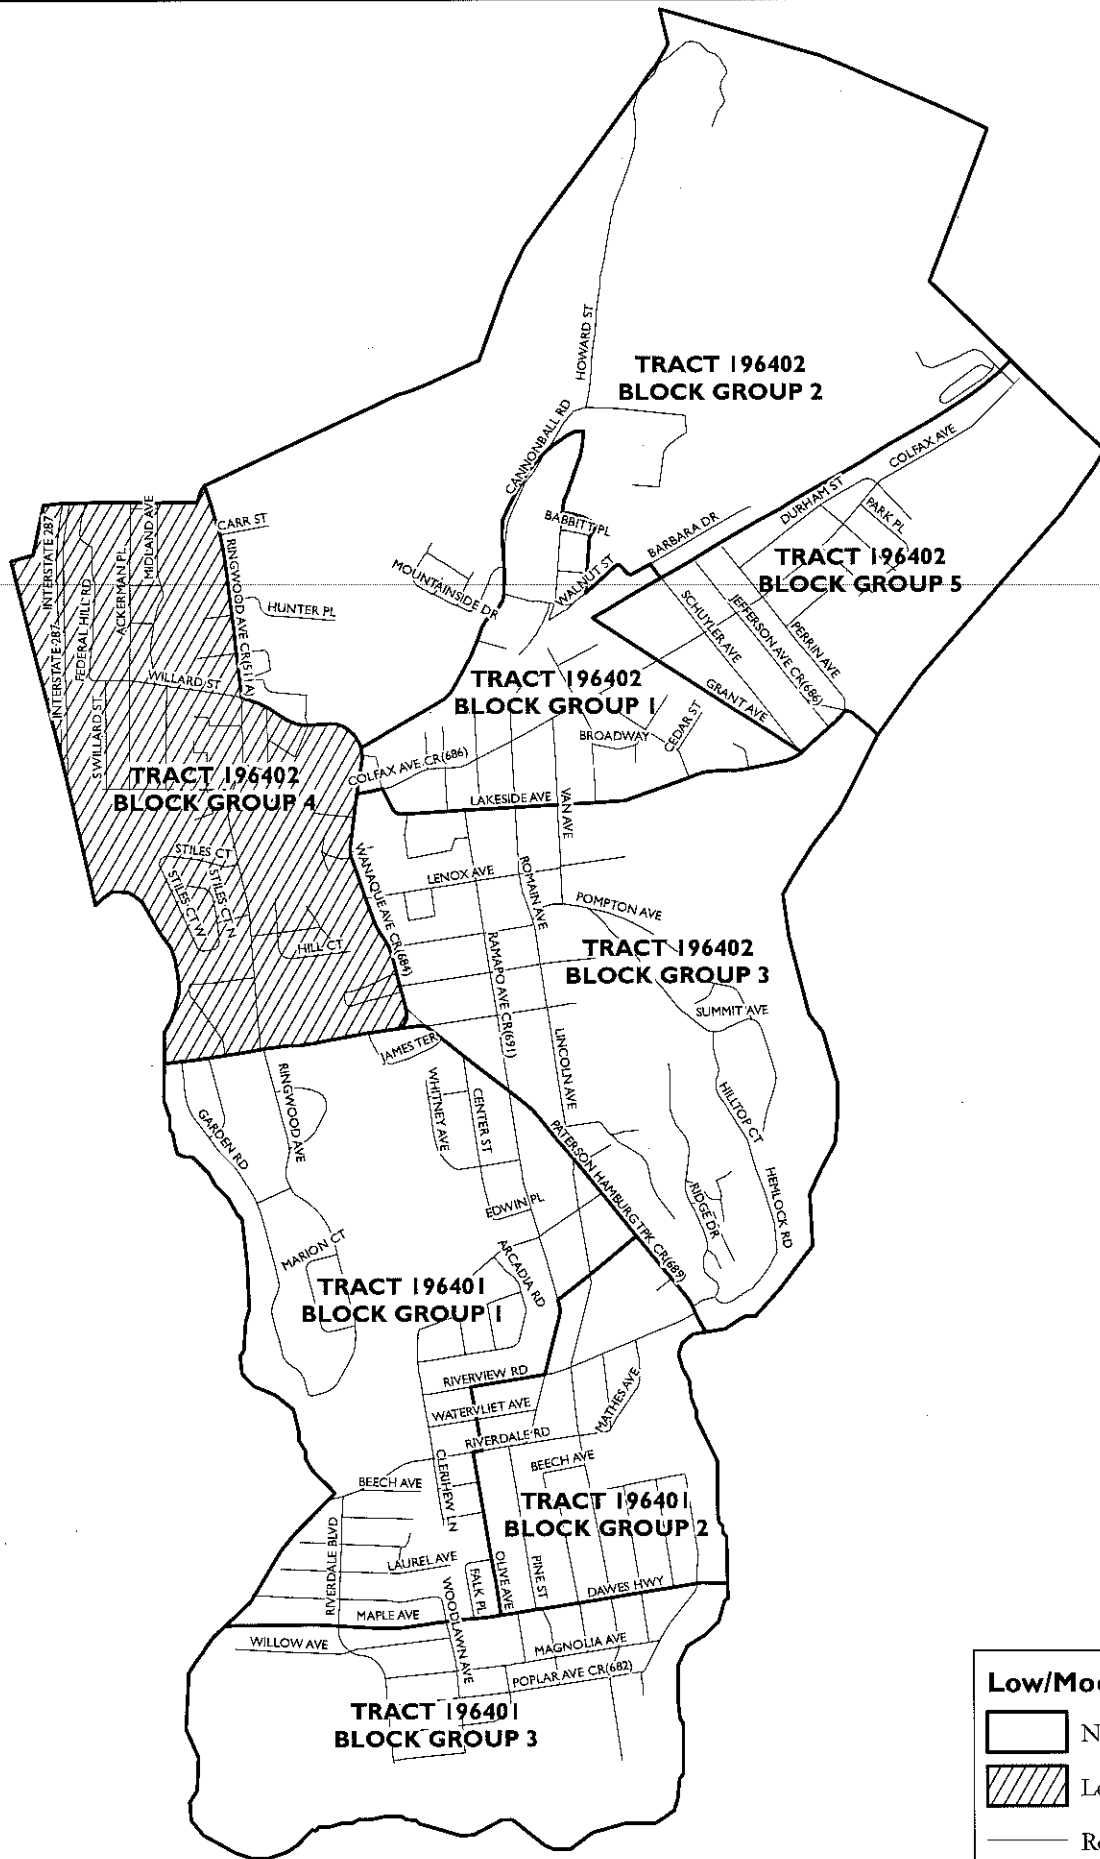 HOWARD ST
TRACT 196402
BLOCK GROUP 2
CANNONBALL RD
COLFAX AVE
DURHAM ST
PARK PL
BABBITT PL
BARBARA DR
TRACT 196402
BLOCK GROUP 5
WALNUT ST
MOUNTAINSIDE DR
INTERSTATE 287
INTERSTATE 287
FEDERAL HILL RD
ACKERMAN PL
MIDLAND AVE
CARR ST
RINGWOOD AVE CR(511A)
HUNTER PL
WILLARD ST
S WILLARD ST
SCHUYLER AVE
JEFFERSON AVE CR(686)
PERRIN AVE
GRANT AVE
TRACT 196402
BLOCK GROUP 1
BROADWAY
CEDAR ST
COLFAX AVE CR(686)
TRACT 196402
BLOCK GROUP 4
LAKESIDE AVE
VAN AVE
STILES CT
STILES CT N
STILES CT W
HILL CT
WANAQUE AVE CR(684)
LENOX AVE
ROMAIN AVE
POMPTON AVE
TRACT 196402
BLOCK GROUP 3
RAMAPO AVE CR(691)
SUMMIT AVE
LINCOLN AVE
JAMES TER
WHITNEY AVE
CENTER ST
HILLTOP CT
RINGWOOD AVE
GARDEN RD
PATERSON HAMBURG TPK CR(689)
HEMLOCK RD
RIDGE DR
EDWIN PL
MARION CT
ARCADIA RD
TRACT 196401
BLOCK GROUP 1
RIVERVIEW RD
WATERVLIET AVE
MATHES AVE
RIVERDALE RD
BEECH AVE
BEECH AVE
CLERIHEW LN
TRACT 196401
BLOCK GROUP 2
RIVERDALE BLVD
LAUREL AVE
FALK PL
OLIVE AVE
PINE ST
DAWES HWY
MAPLE AVE
WOODLAWN AVE
WILLOW AVE
MAGNOLIA AVE
POPLAR AVE CR(682)
TRACT 196401
BLOCK GROUP 3
Low/Mo
N
L
R